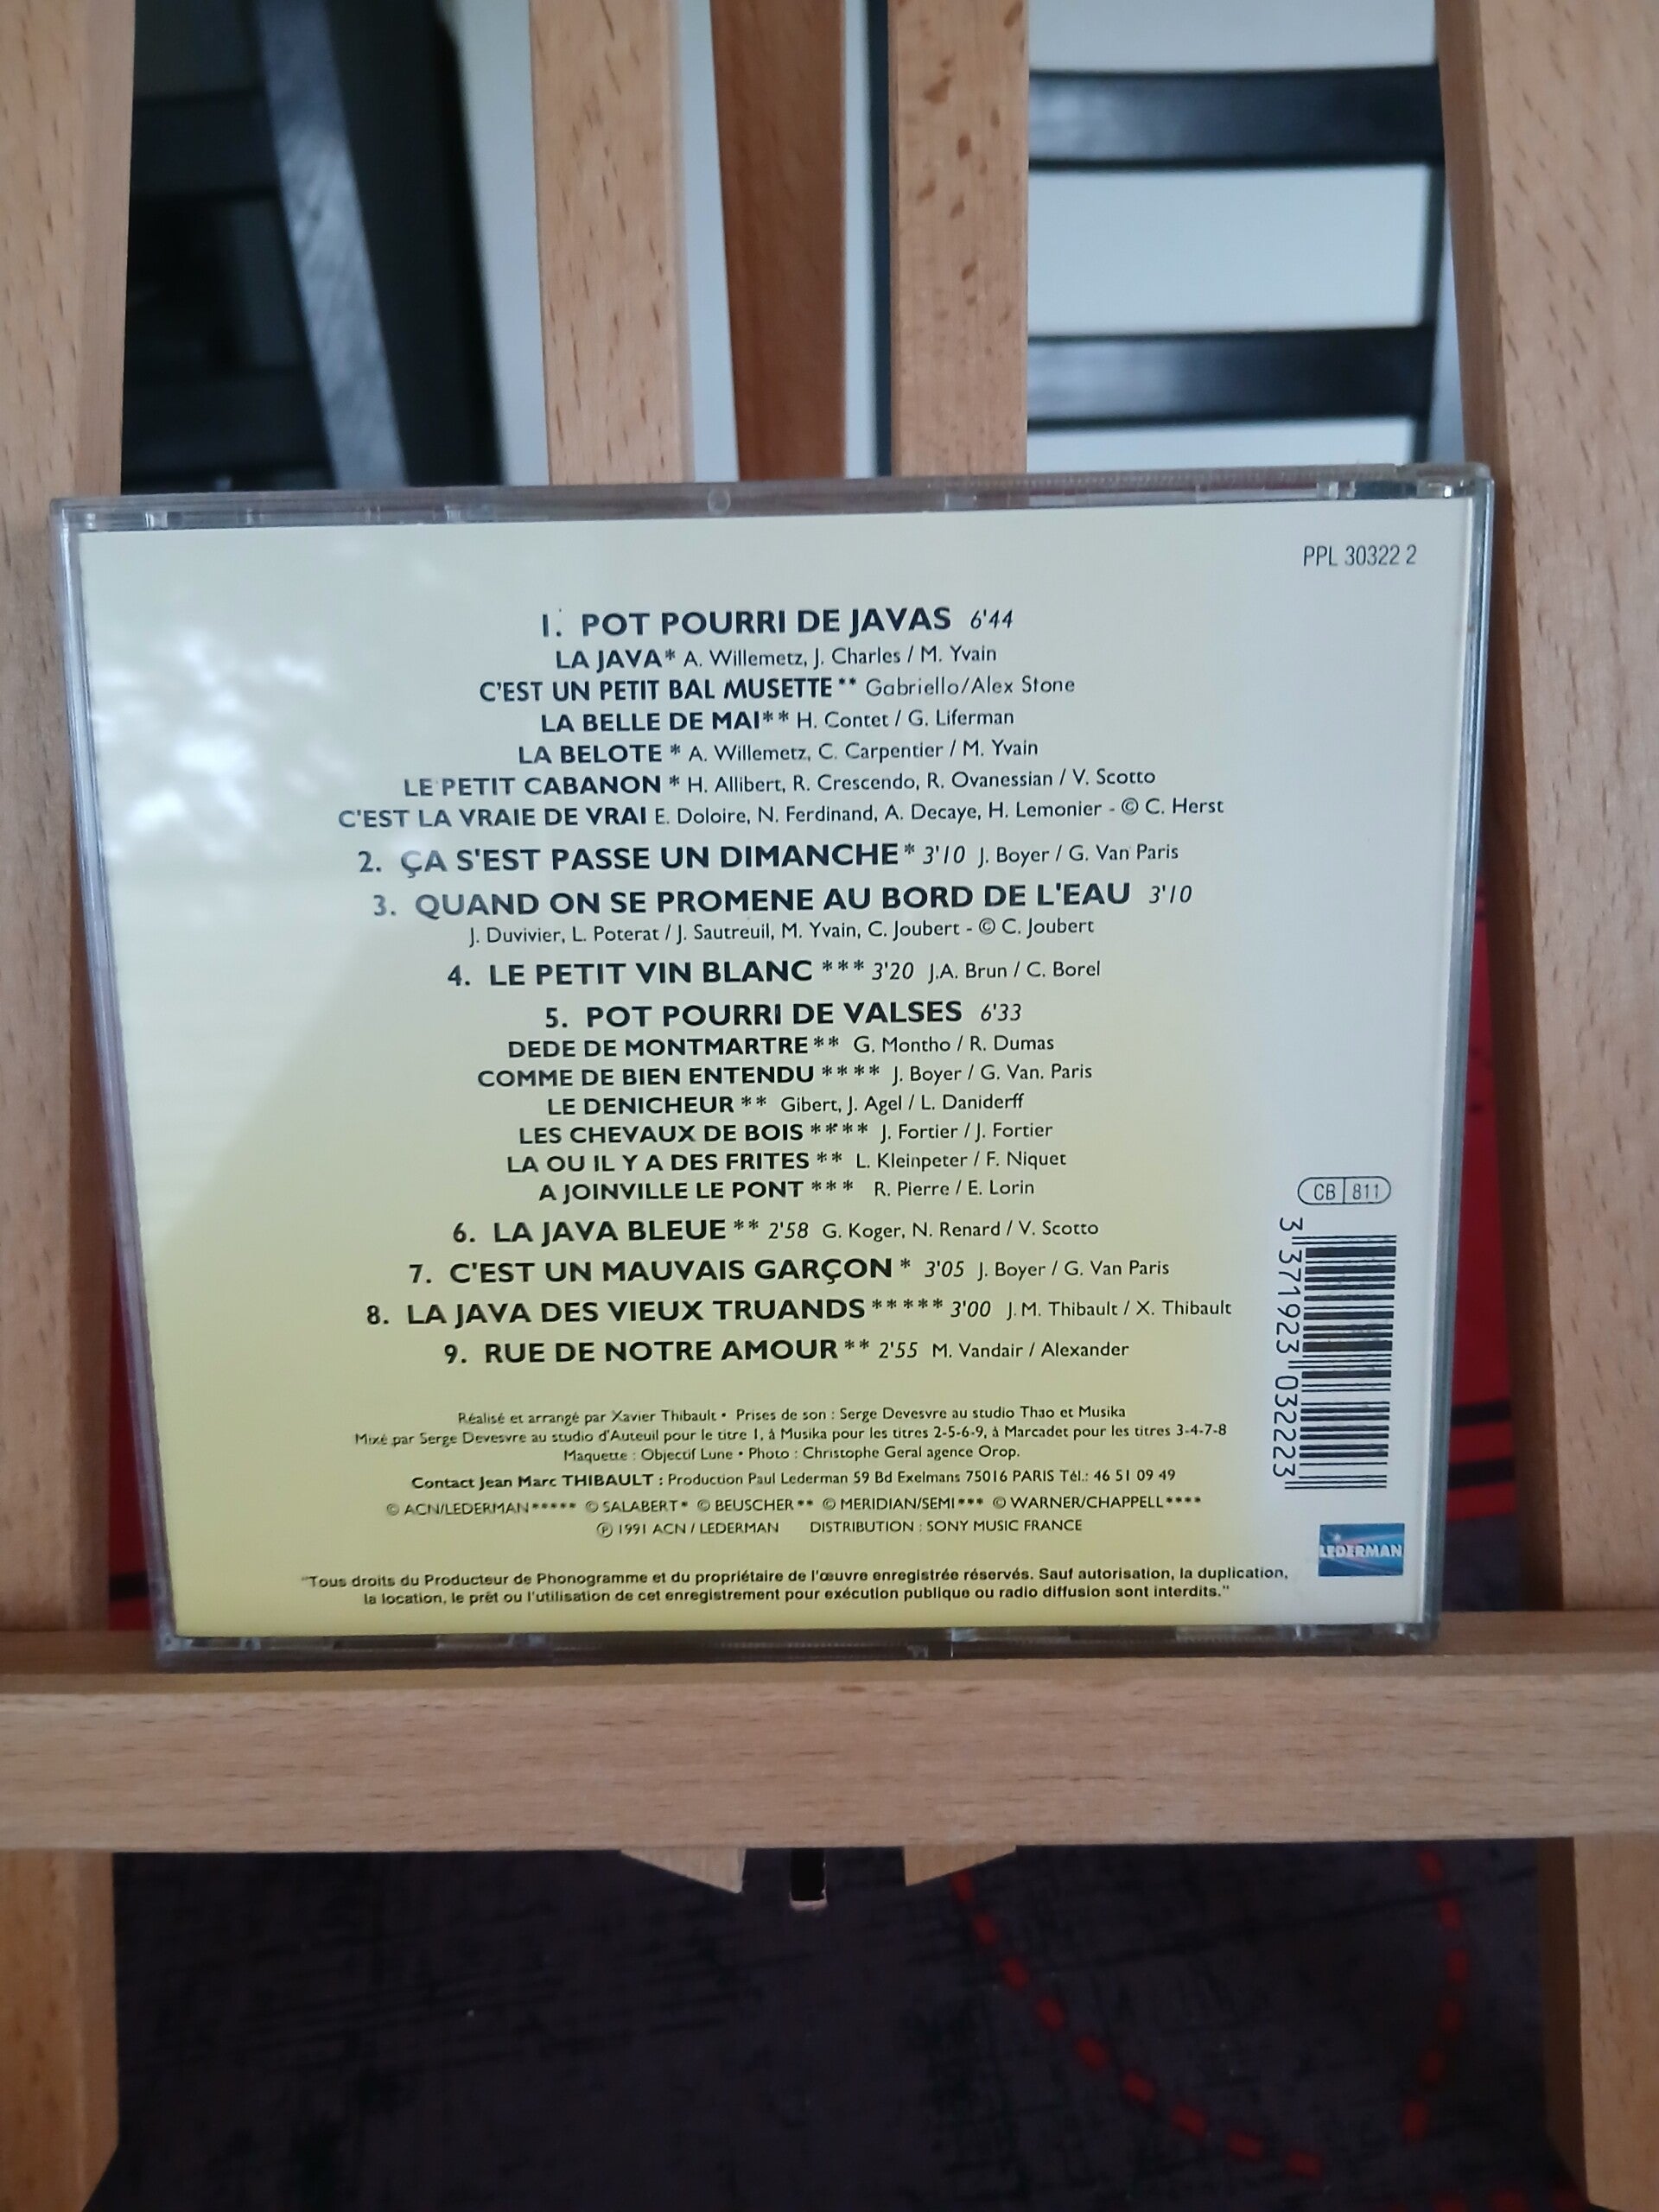 PPL 30322 2
1. POT POURRI DE JAVAS 6'44
LA JAVA* A. Willemetz, J. Charles / M. Yvain
C'EST UN PETIT BAL MUSETTE ** Gabriello/Alex Stone
LA BELLE DE MAI** H. Contet / G. Liferman
LA BELOTE * A. Willemetz, C. Carpentier / M. Yvain
LE PETIT CABANON * H. Allibert, R. Crescendo, R. Ovanessian / V. Scotto
C'EST LA VRAIE DE VRAI E. Doloire, N. Ferdinand, A. Decaye, H. Lemonier - © C. Herst
2. ÇA S'EST PASSE UN DIMANCHE* 3'10 J. Boyer / G. Van Paris
3. QUAND ON SE PROMENE AU BORD DE L'EAU 3'10
J. Duvivier, L. Poterat / J. Sautreuil, M. Yvain, C. Joubert - © C. Joubert
4. LE PETIT VIN BLANC *** 3'20 J.A. Brun / C. Borel
5. POT POURRI DE VALSES 6'33
DEDE DE MONTMARTRE ** G. Montho / R. Dumas
COMME DE BIEN ENTENDU **** J. Boyer / G. Van. Paris
LE DENICHEUR ** Gibert, J. Agel / L. Daniderff
LES CHEVAUX DE BOIS **** J. Fortier / J. Fortier
LA OU IL Y A DES FRITES ** L. Kleinpeter / F. Niquet
A JOINVILLE LE PONT *** R. Pierre / E. Lorin
6. LA JAVA BLEUE ** 2'58 G. Koger, N. Renard / V. Scotto
7. C'EST UN MAUVAIS GARÇON * 3'05 J. Boyer / G. Van Paris
8. LA JAVA DES VIEUX TRUANDS ***** 3'00 J.M. Thibault / X. Thibault
9. RUE DE NOTRE AMOUR ** 2'55 M. Vandair / Alexander
CB 811
3 371923 032223
Réalisé et arrangé par Xavier Thibault • Prises de son : Serge Devesvre au studio Thao et Musika
Mixé par Serge Devesvre au studio d'Auteuil pour le titre 1, à Musika pour les titres 2-5-6-9, à Marcadet pour les titres 3-4-7-8
Maquette : Objectif Lune • Photo : Christophe Geral agence Orop.
Contact Jean Marc THIBAULT : Production Paul Lederman 59 Bd Exelmans 75016 PARIS Tél.: 46 51 09 49
© ACN/LEDERMAN ***** © SALABERT * © BEUSCHER ** © MERIDIAN/SEMI *** © WARNER/CHAPPELL ****
℗ 1991 ACN / LEDERMAN DISTRIBUTION : SONY MUSIC FRANCE
LEDERMAN
"Tous droits du Producteur de Phonogramme et du propriétaire de l'œuvre enregistrée réservés. Sauf autorisation, la duplication,
la location, le prêt ou l'utilisation de cet enregistrement pour exécution publique ou radio diffusion sont interdits."